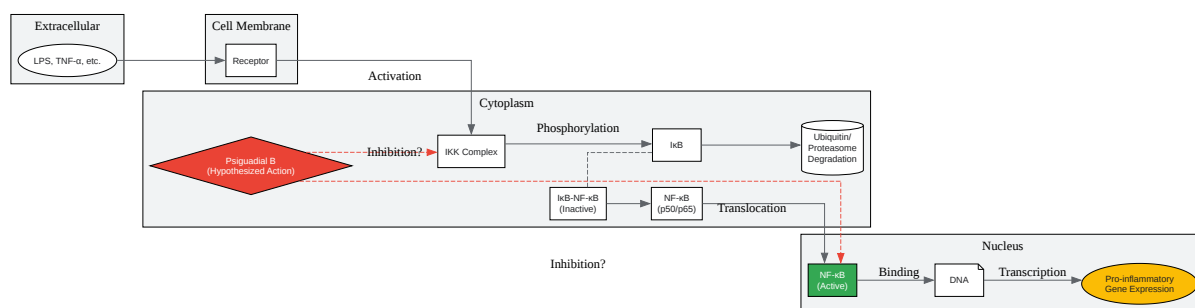 Extracellular
LPS, TNF-α, etc.
Cell Membrane
Receptor
Activation
Cytoplasm
Psiguadial B
(Hypothesized Action)
Inhibition?
IKK Complex
Phosphorylation
IκB
Ubiquitin/
Proteasome
Degradation
IκB-NF-κB
(Inactive)
NF-κB
(p50/p65)
Translocation
Inhibition?
Nucleus
NF-κB
(Active)
Binding
DNA
Transcription
Pro-inflammatory
Gene Expression